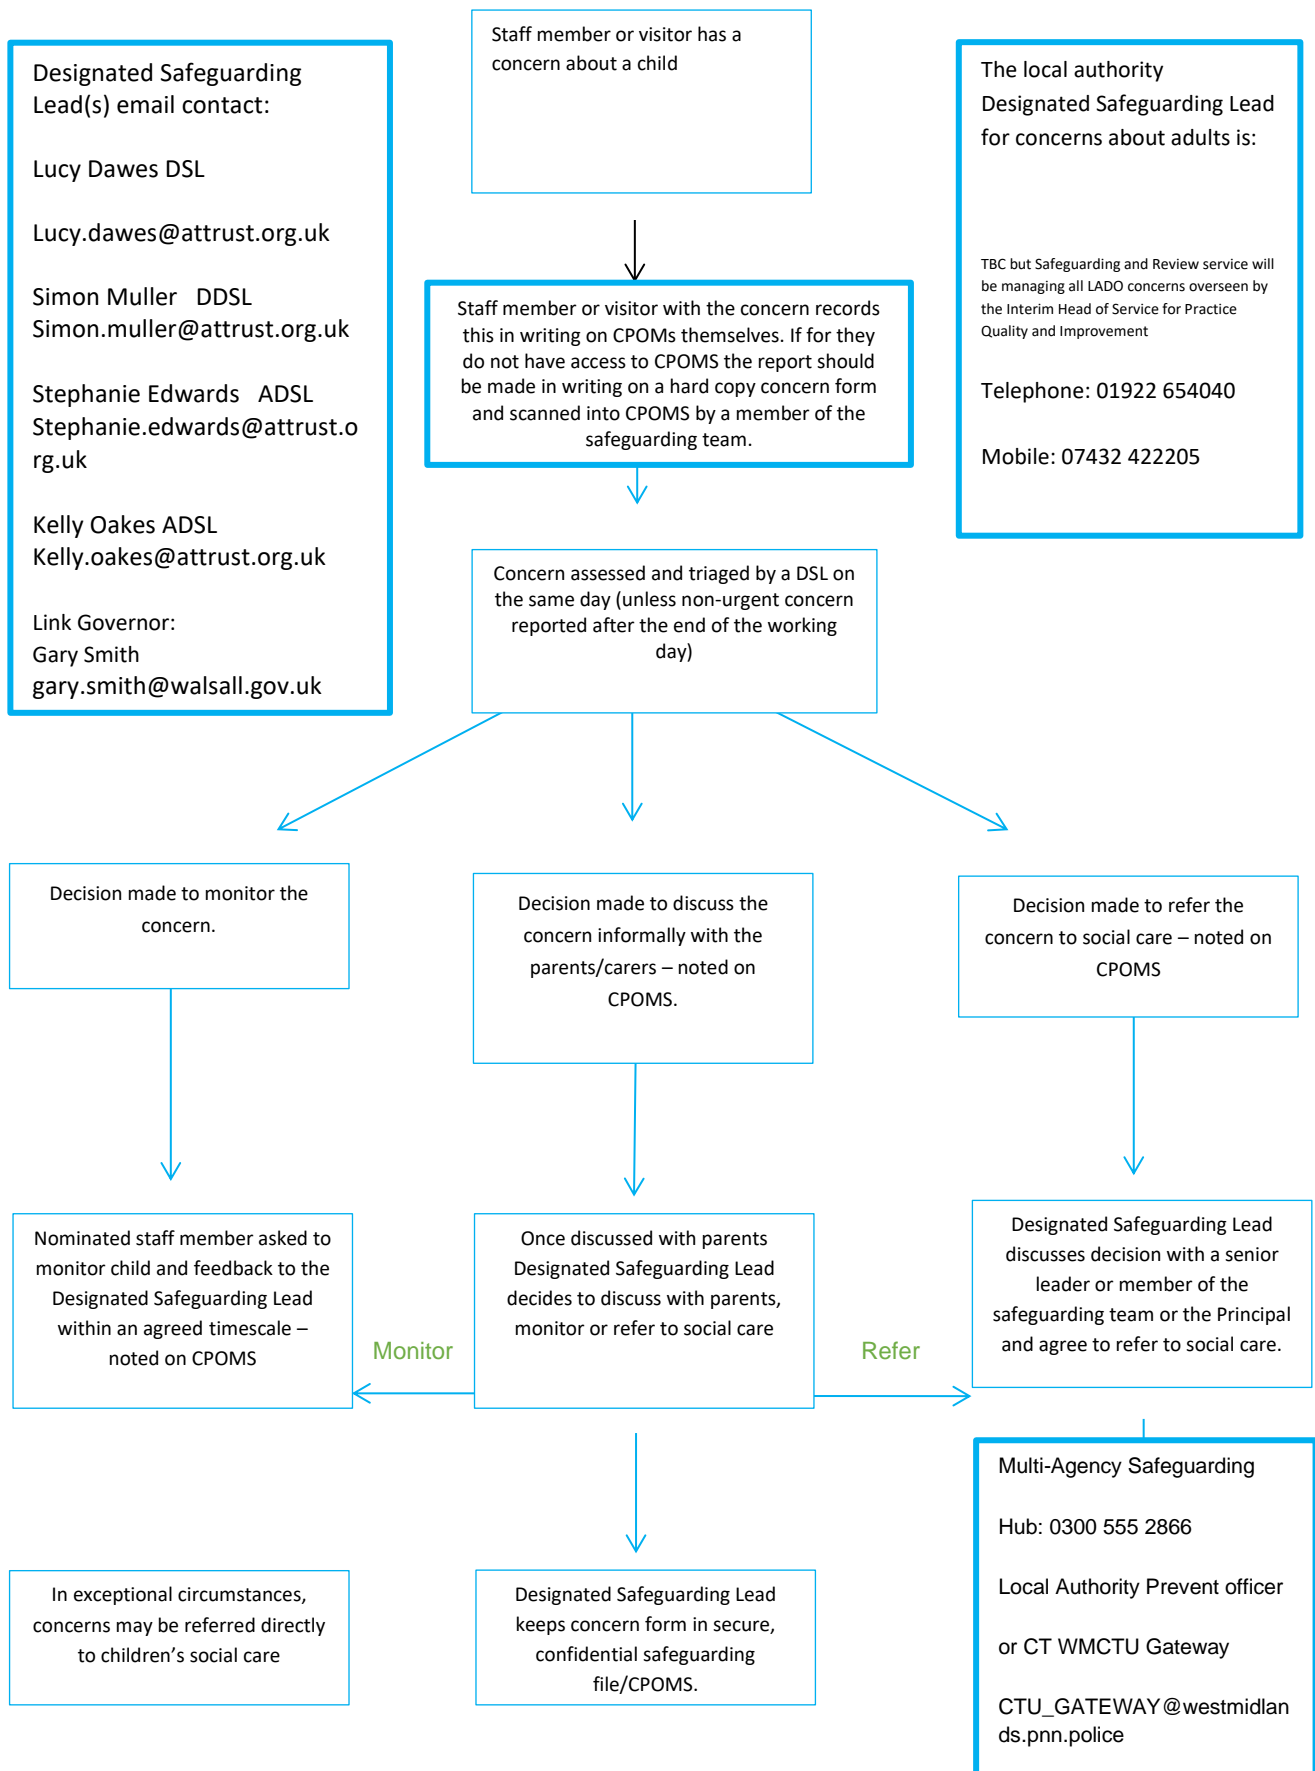 Designated Safeguarding
Lead(s) email contact:
Lucy Dawes DSL
Lucy.dawes@attrust.org.uk
Simon Muller   DDSL
Simon.muller@attrust.org.uk
Stephanie Edwards   ADSL
Stephanie.edwards@attrust.o
rg.uk
Kelly Oakes ADSL
Kelly.oakes@attrust.org.uk
Link Governor:
Gary Smith
gary.smith@walsall.gov.uk
Staff member or visitor has a
concern about a child
The local authority
Designated Safeguarding Lead
for concerns about adults is:
TBC but Safeguarding and Review service will
be managing all LADO concerns overseen by
the Interim Head of Service for Practice
Quality and Improvement
Telephone: 01922 654040
Mobile: 07432 422205
Staff member or visitor with the concern records
this in writing on CPOMs themselves. If for they
do not have access to CPOMS the report should
be made in writing on a hard copy concern form
and scanned into CPOMS by a member of the
safeguarding team.
Concern assessed and triaged by a DSL on
the same day (unless non-urgent concern
reported after the end of the working
day)
Decision made to monitor the
concern.
Decision made to discuss the
concern informally with the
parents/carers – noted on
CPOMS.
Decision made to refer the
concern to social care – noted on
CPOMS
Nominated staff member asked to
monitor child and feedback to the
Designated Safeguarding Lead
within an agreed timescale –
noted on CPOMS
Monitor
Once discussed with parents
Designated Safeguarding Lead
decides to discuss with parents,
monitor or refer to social care
Refer
Designated Safeguarding Lead
discusses decision with a senior
leader or member of the
safeguarding team or the Principal
and agree to refer to social care.
In exceptional circumstances,
concerns may be referred directly
to children’s social care
Designated Safeguarding Lead
keeps concern form in secure,
confidential safeguarding
file/CPOMS.
Multi-Agency Safeguarding
Hub: 0300 555 2866
Local Authority Prevent officer
or CT WMCTU Gateway
CTU_GATEWAY@westmidlan
ds.pnn.police